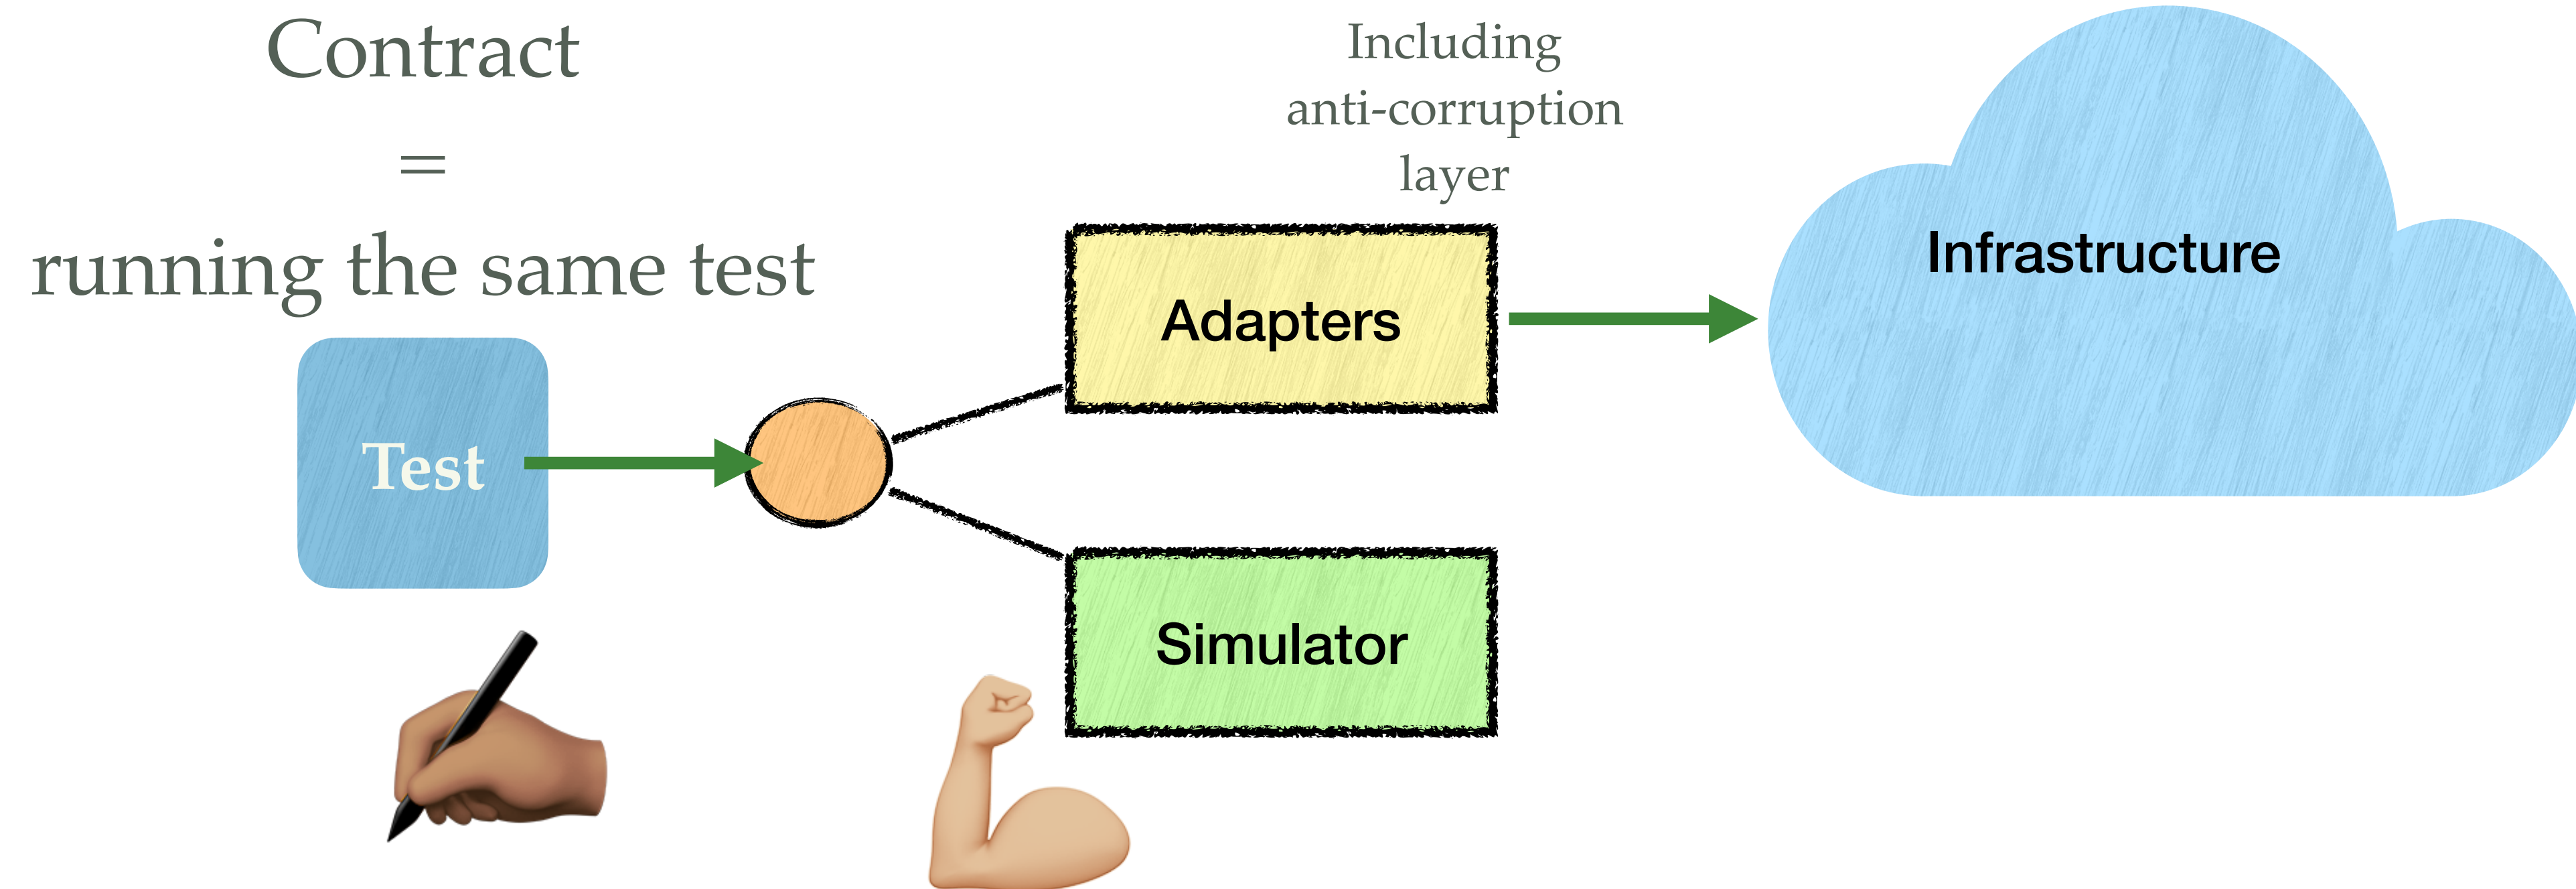 Contract
=
running the same test
Including
anti-corruption
layer
Infrastructure
Adapters
Test
Simulator